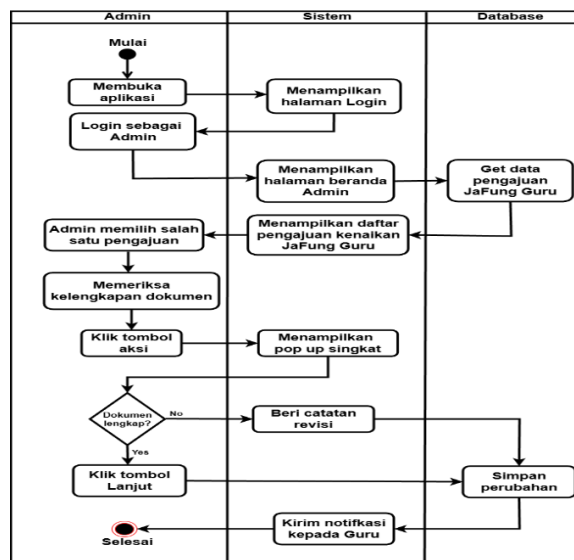 Admin
Sistem
Database
Mulai
Membuka
aplikasi
Menampilkan
halaman Login
Login sebagai
Admin
Menampilkan
halaman beranda
Admin
Get data
pengajuan
JaFung Guru
Menampilkan daftar
pengajuan kenaikan
JaFung Guru
Admin memilih salah
satu pengajuan
Memeriksa
kelengkapan dokumen
Klik tombol
aksi
Menampilkan
pop up singkat
Dokumen
lengkap?
No
Beri catatan
revisi
Yes
Klik tombol
Lanjut
Simpan
perubahan
Kirim notifkasi
kepada Guru
Selesai